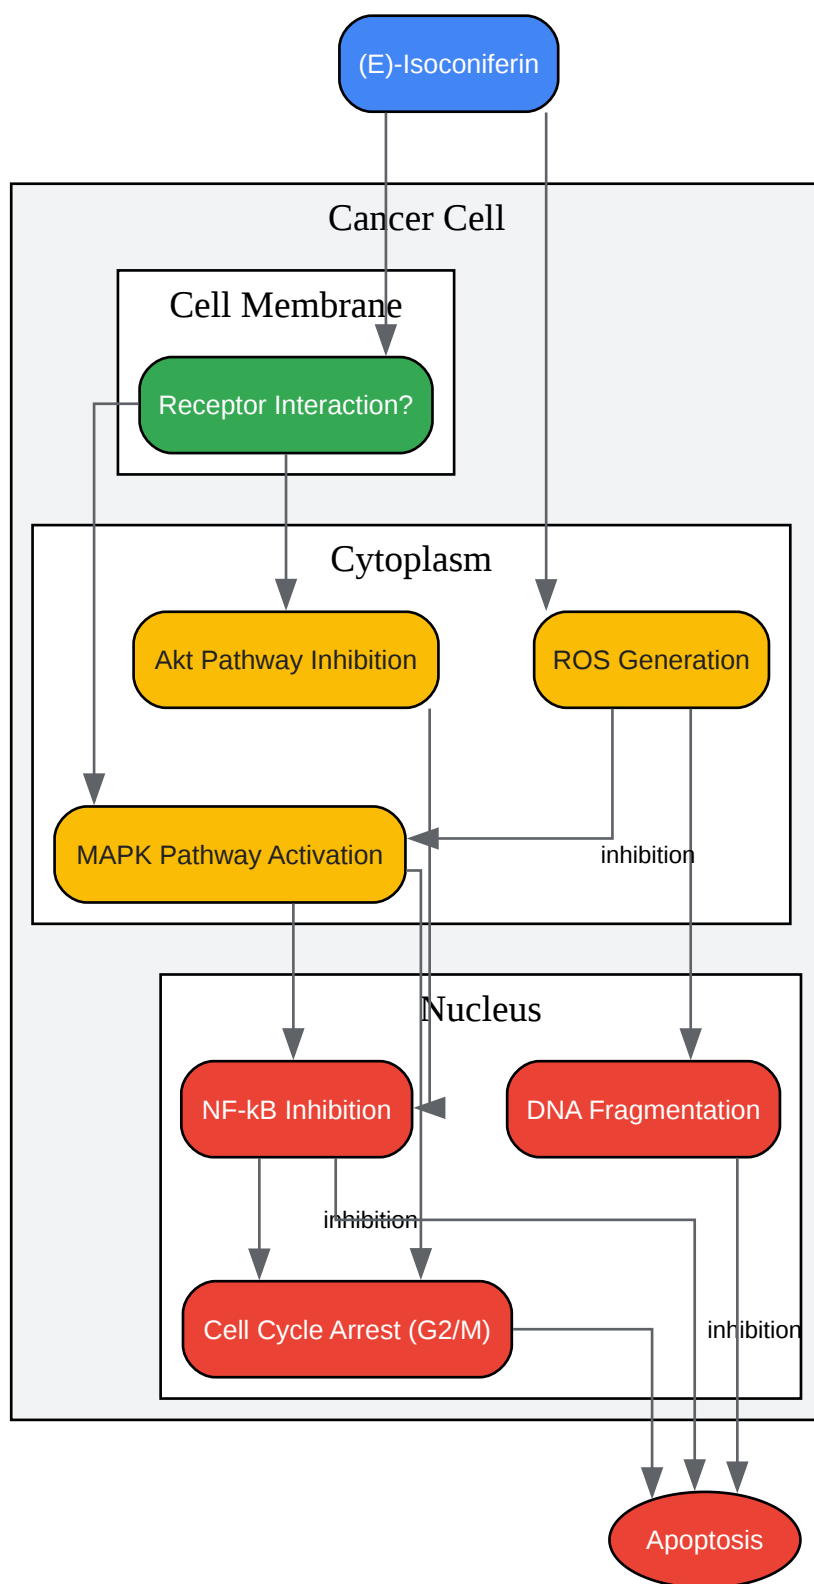 (E)-Isoconiferin
Cancer Cell
Cell Membrane
Receptor Interaction?
Cytoplasm
Akt Pathway Inhibition
ROS Generation
MAPK Pathway Activation
inhibition
Nucleus
NF-kB Inhibition
DNA Fragmentation
inhibition
Cell Cycle Arrest (G2/M)
inhibition
Apoptosis